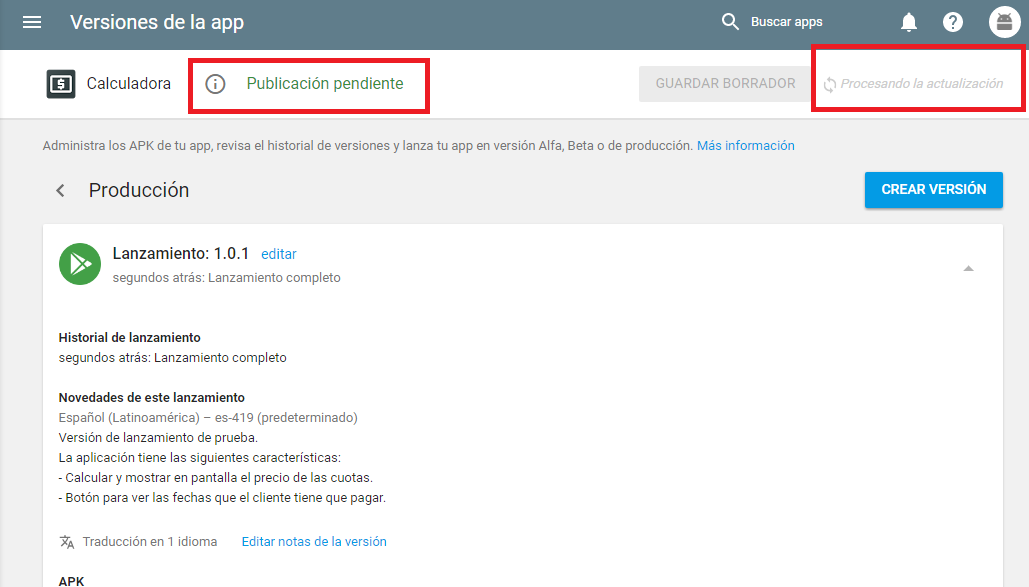 Versiones de la app
Buscar apps
Calculadora
Publicación pendiente
GUARDAR BORRADOR
Procesando la actualización
Administra los APK de tu app, revisa el historial de versiones y lanza tu app en versión Alfa, Beta o de producción. Más información
Producción
CREAR VERSIÓN
Lanzamiento: 1.0.1 editar
segundos atrás: Lanzamiento completo
Historial de lanzamiento
segundos atrás: Lanzamiento completo
Novedades de este lanzamiento
Español (Latinoamérica) – es-419 (predeterminado)
Versión de lanzamiento de prueba.
La aplicación tiene las siguientes características:
- Calcular y mostrar en pantalla el precio de las cuotas.
- Botón para ver las fechas que el cliente tiene que pagar.
Traducción en 1 idioma Editar notas de la versión
APK